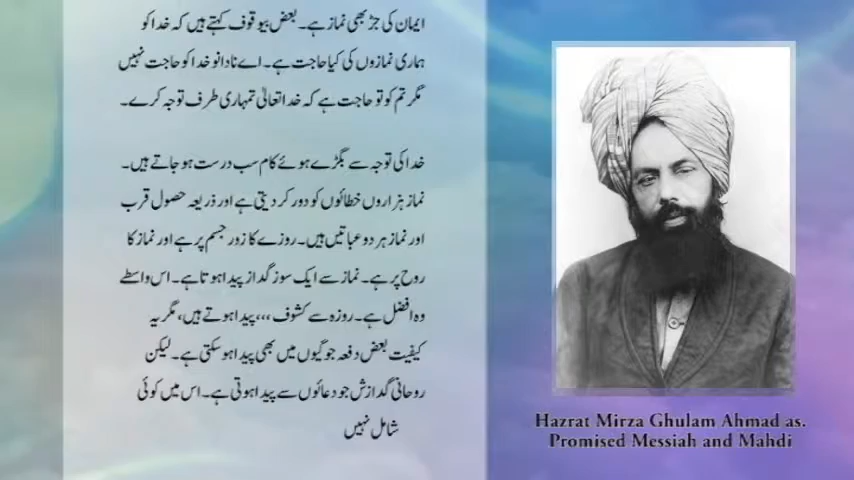 ایمان کی جڑ بھی نماز ہے۔ بعض بیوقوف کہتے ہیں کہ خدا کو
ہماری نمازوں کی کیا حاجت ہے۔ اے نادانو خدا کو حاجت نہیں
مگر تم کو تو حاجت ہے کہ خدا تعالیٰ تمہاری طرف توجہ کرے۔
خدا کی توجہ سے بگڑے ہوئے کام سب درست ہو جاتے ہیں۔
نماز ہزاروں خطائوں کو دور کر دیتی ہے اور ذریعہ حصول قرب
اور نماز ہر دو عباتیں ہیں۔ روزے کا زور جسم پر ہے اور نماز کا
روح پر ہے۔ نماز سے ایک سوز گداز پیدا ہوتا ہے۔ اس واسطے
وہ افضل ہے۔ روزہ سے کشوف ،،، پیدا ہوتے ہیں، مگر یہ
کیفیت بعض دفعہ جوگیوں میں بھی پیدا ہو سکتی ہے۔ لیکن
روحانی گدازش جو دعائوں سے پیدا ہوتی ہے۔ اس میں کوئی
شامل نہیں
Hazrat Mirza Ghulam Ahmad as.
Promised Messiah and Mahdi